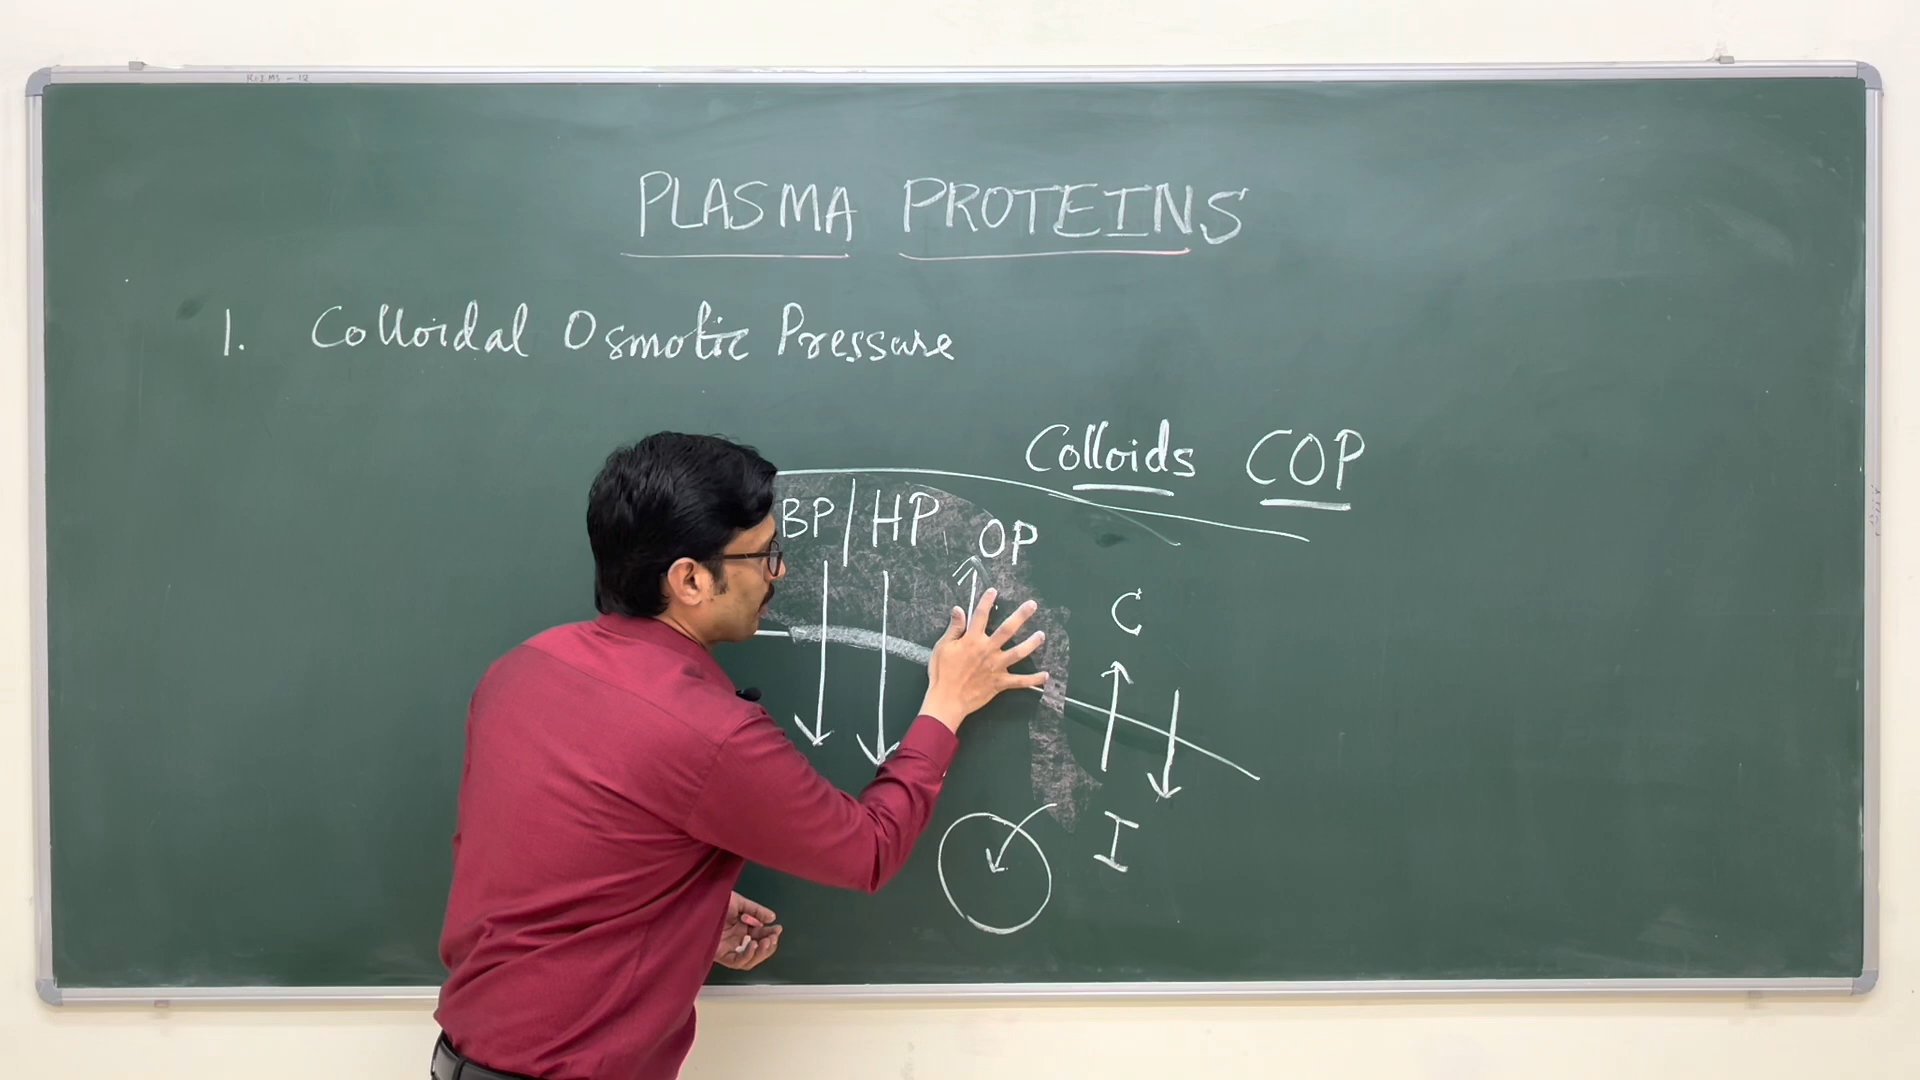 PLASMA PROTEINS
1. Colloidal Osmotic Pressure
Colloids COP
BP/HP OP
C
I